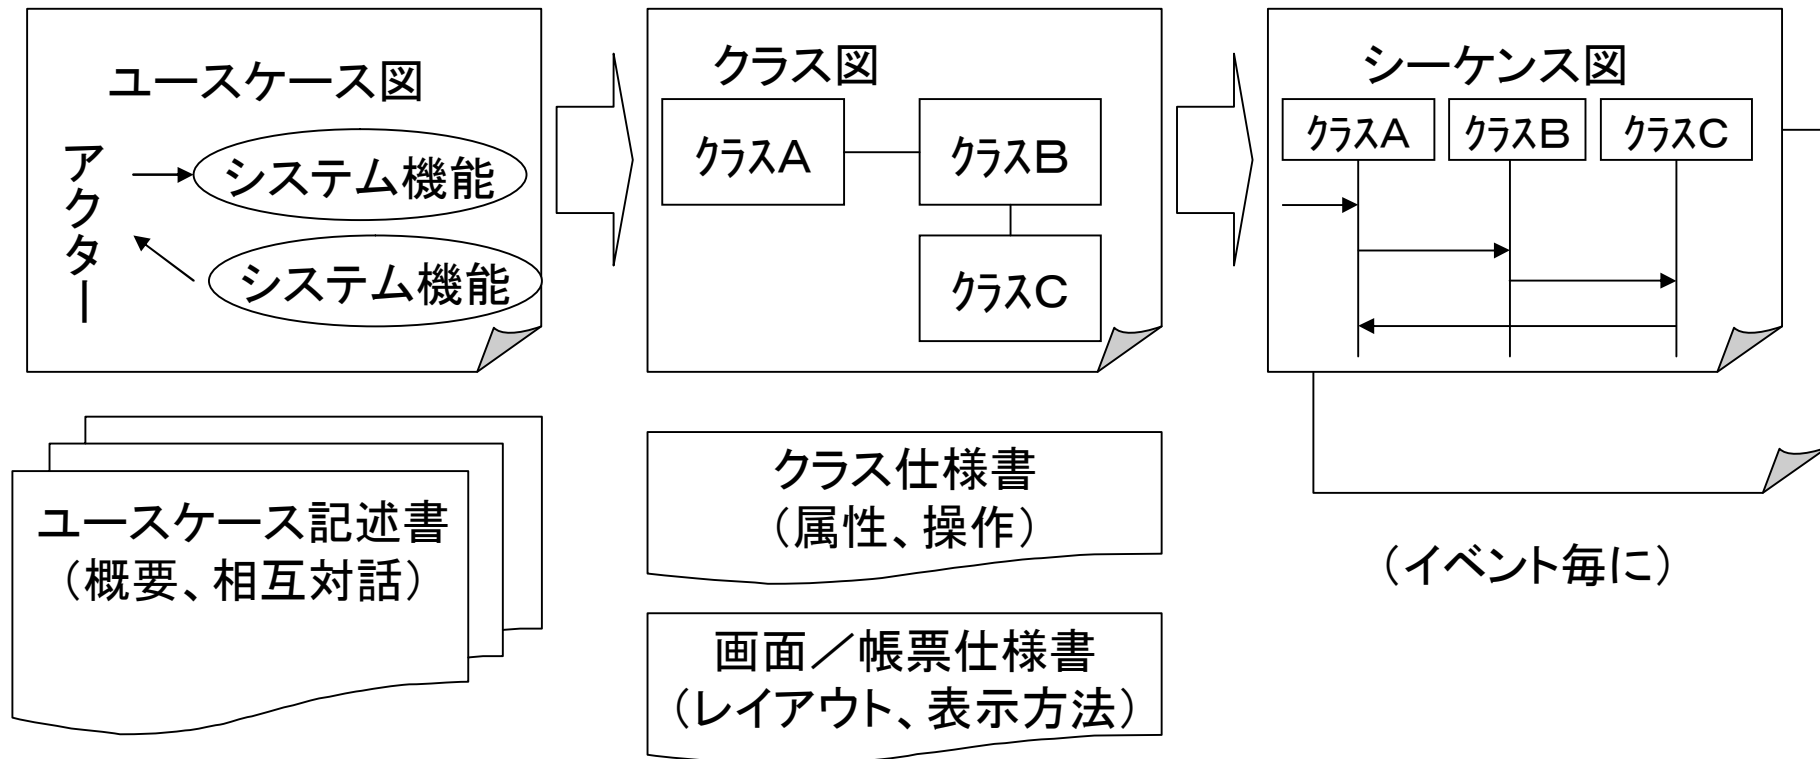 ユースケース図
アクター
システム機能
システム機能
ユースケース記述書
（概要、相互対話）
クラス図
クラスA
クラスB
クラスC
クラス仕様書
（属性、操作）
画面／帳票仕様書
（レイアウト、表示方法）
シーケンス図
クラスA
クラスB
クラスC
（イベント毎に）